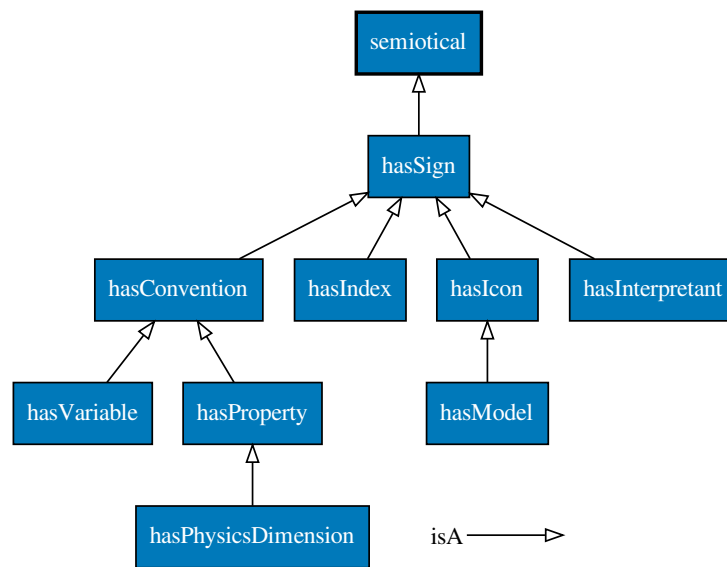 semiotical
hasSign
hasConvention
hasIndex
hasIcon
hasInterpretant
hasVariable
hasProperty
hasModel
hasPhysicsDimension
isA